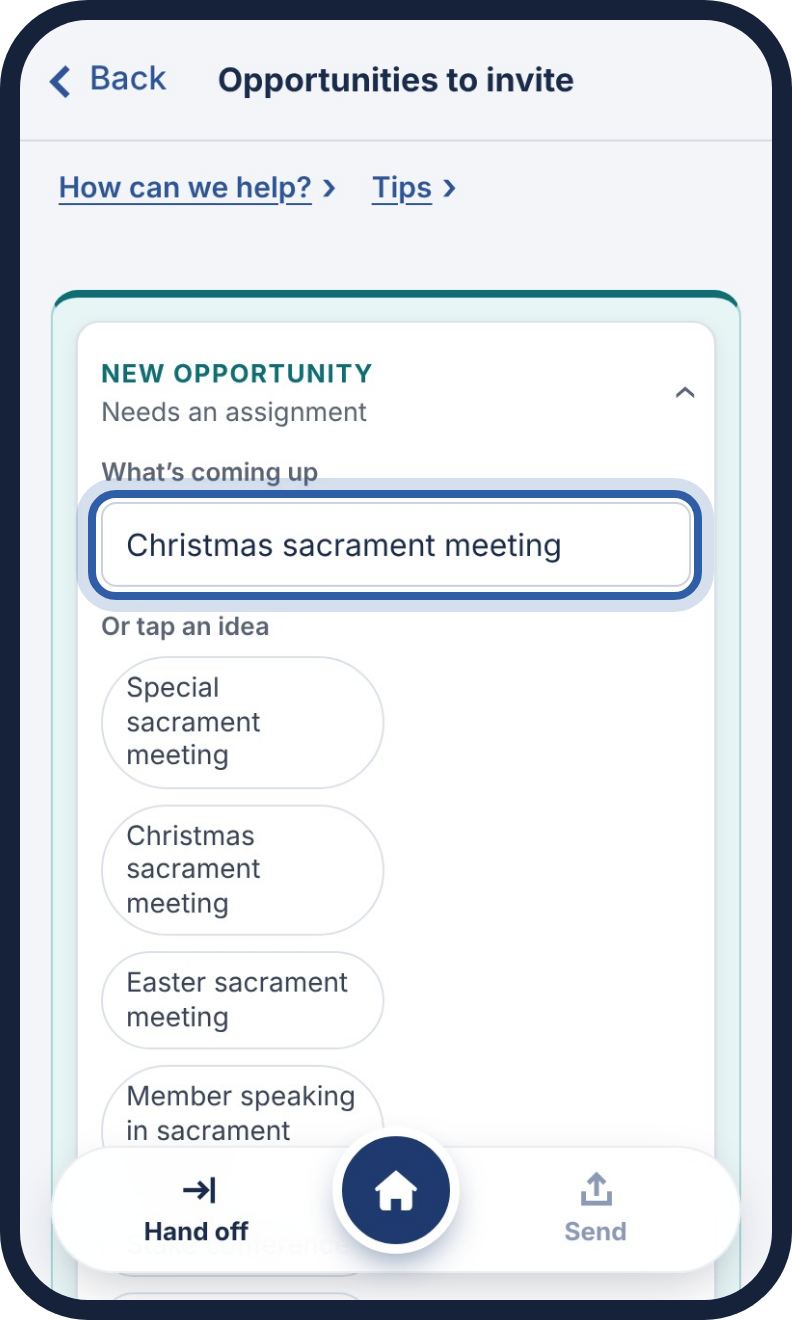 Back
Opportunities to invite
How can we help? ›
Tips ›
NEW OPPORTUNITY
Needs an assignment
What’s coming up
Christmas sacrament meeting
Or tap an idea
Special
sacrament
meeting
Christmas
sacrament
meeting
Easter sacrament
meeting
Member speaking
in sacrament
Stake conference
Hand off
Send